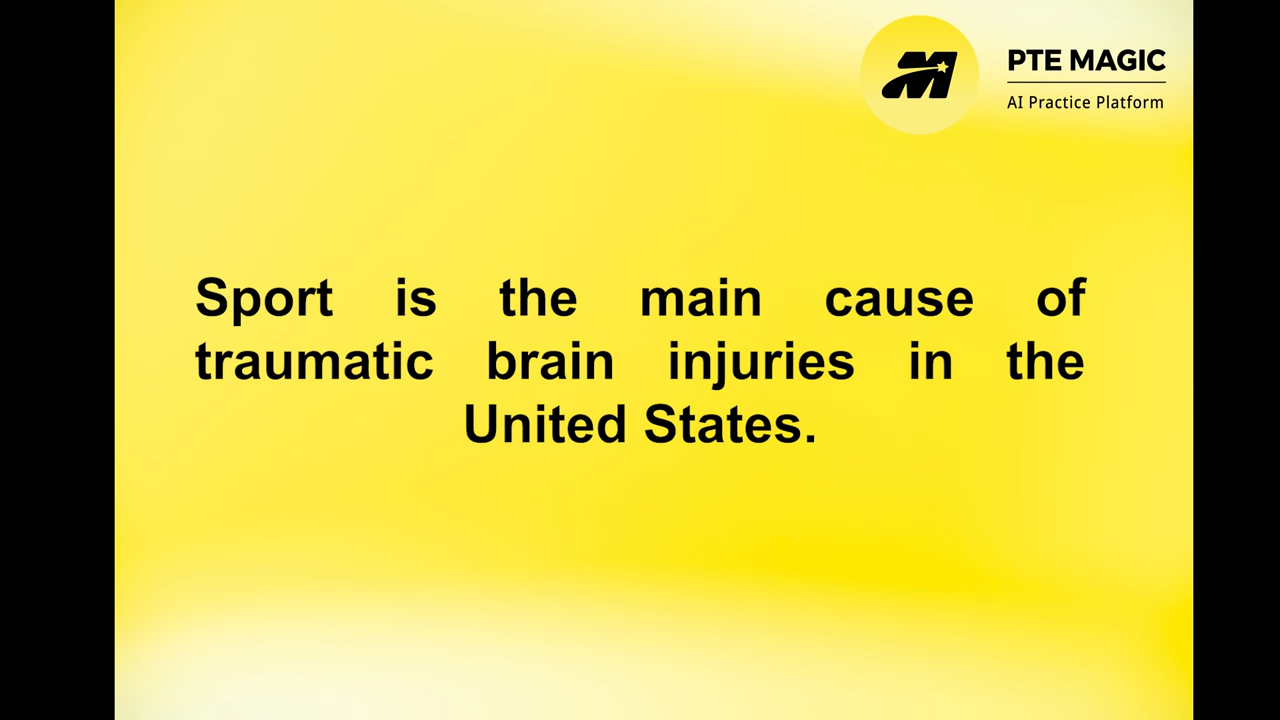 PTE MAGIC
AI Practice Platform
Sport is the main cause of
traumatic brain injuries in the
United States.